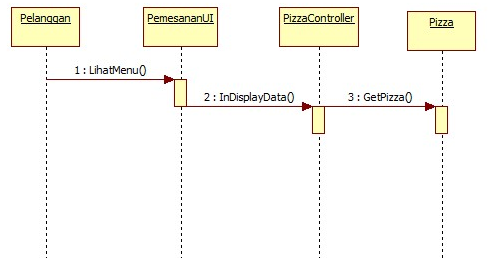 Pelanggan
PemesananUI
PizzaController
Pizza
1 : LihatMenu()
2 : InDisplayData()
3 : GetPizza()